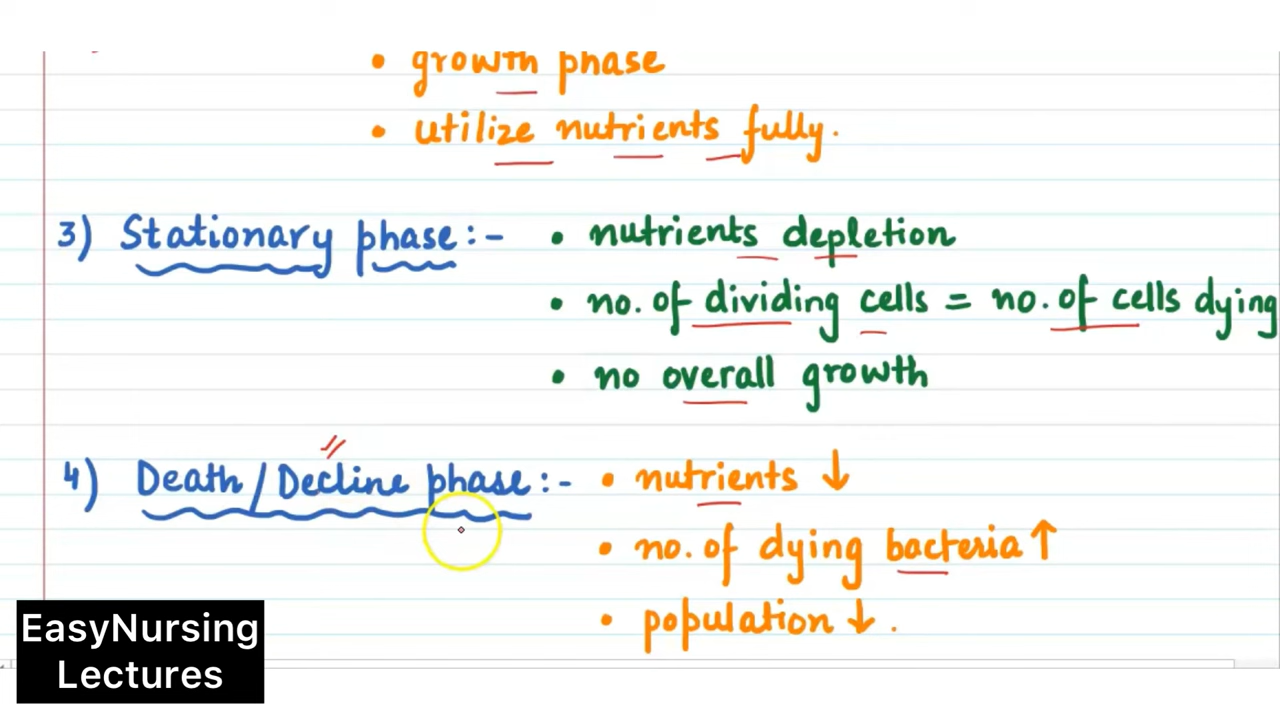 • growth phase
• utilize nutrients fully.
3) Stationary phase :- • nutrients depletion
• no. of dividing cells = no. of cells dying
• no overall growth
4) Death / Decline phase :- • nutrients ↓
• no. of dying bacteria ↑
• population ↓ .
EasyNursing
Lectures